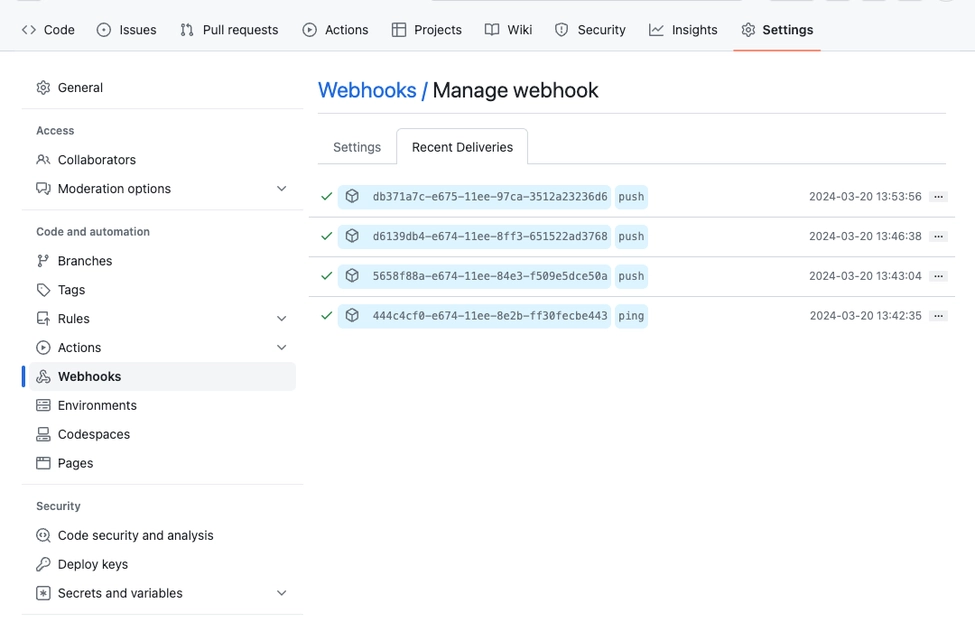 Code Issues Pull requests Actions Projects Wiki Security Insights Settings
General
Access
Collaborators
Moderation options
Code and automation
Branches
Tags
Rules
Actions
Webhooks
Environments
Codespaces
Pages
Security
Code security and analysis
Deploy keys
Secrets and variables
Webhooks / Manage webhook
Settings Recent Deliveries
db371a7c-e675-11ee-97ca-3512a23236d6 push 2024-03-20 13:53:56
d6139db4-e674-11ee-8ff3-651522ad3768 push 2024-03-20 13:46:38
5658f88a-e674-11ee-84e3-f509e5dce50a push 2024-03-20 13:43:04
444c4cf0-e674-11ee-8e2b-ff30fecbe443 ping 2024-03-20 13:42:35